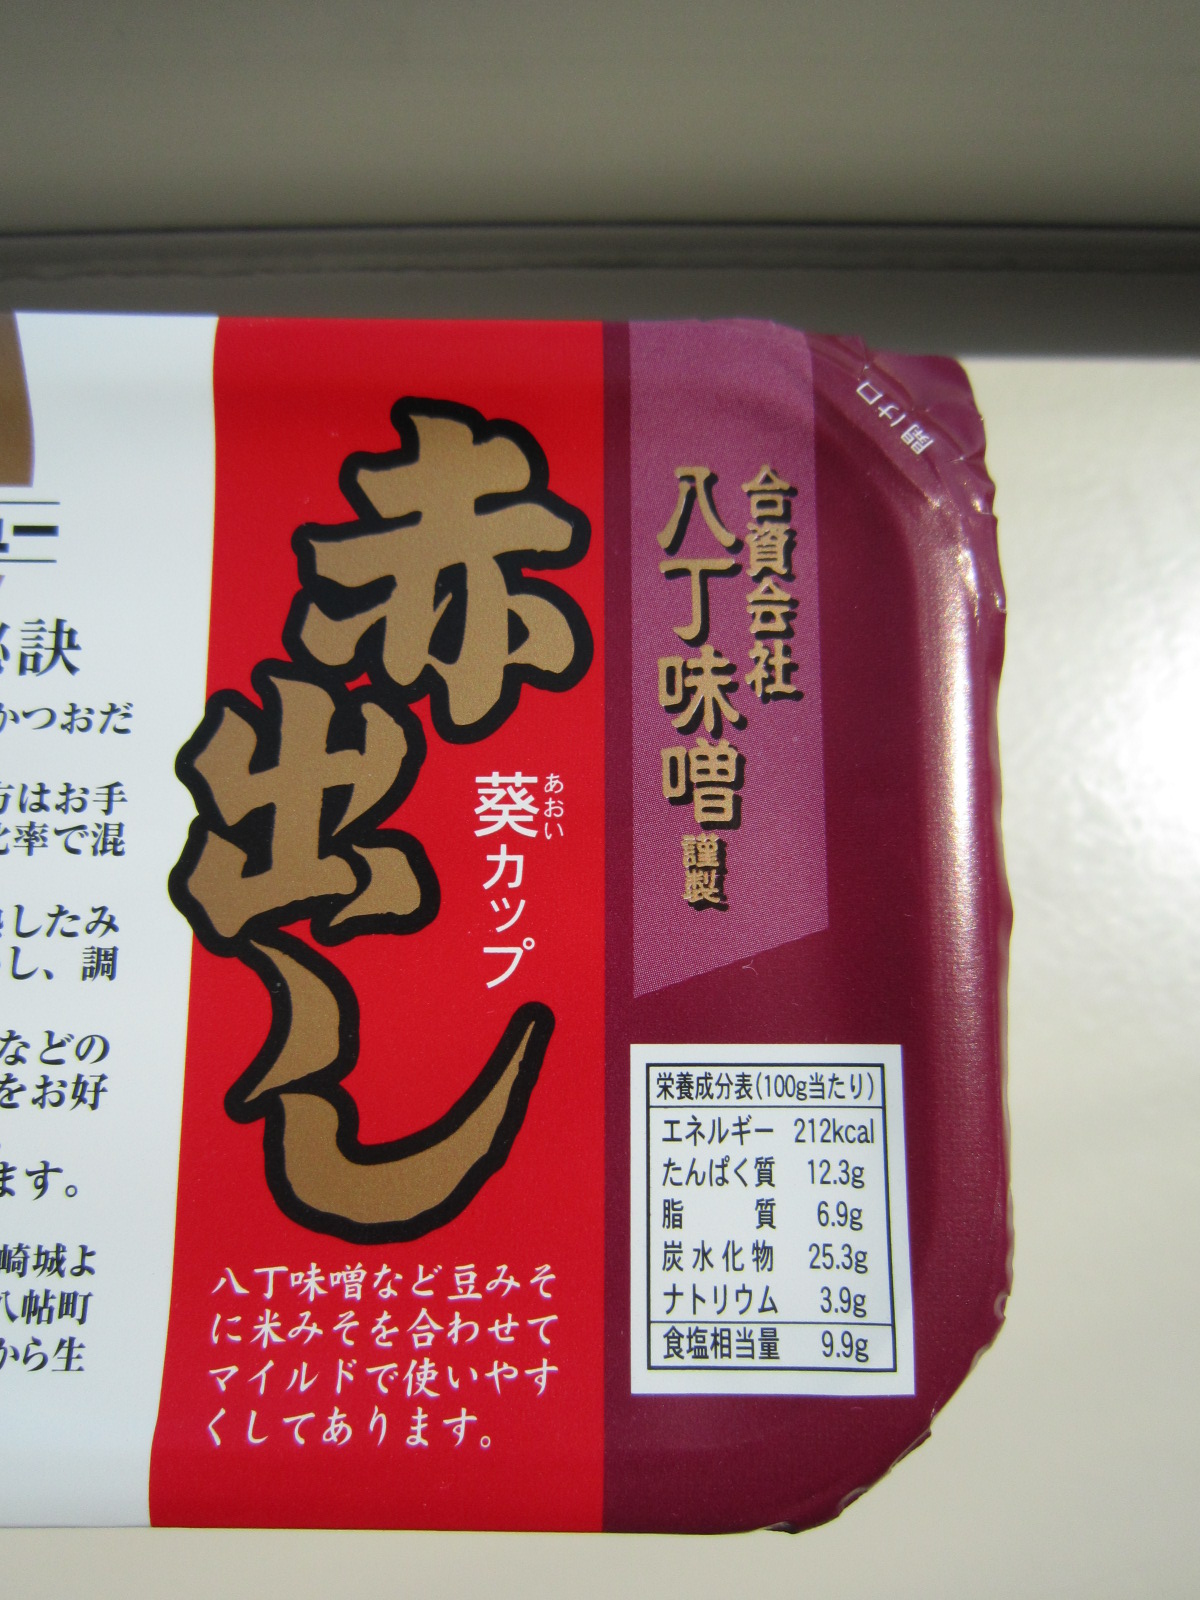 開け口
合資会社
八丁味噌
謹製
赤出し
あおい
葵カップ
八丁味噌など豆みそ
に米みそを合わせて
マイルドで使いやす
くしてあります。
栄養成分表(100g当たり)
エネルギー 212kcal
たんぱく質 12.3g
脂質 6.9g
炭水化物 25.3g
ナトリウム 3.9g
食塩相当量 9.9g
訣
かつおだ
方はお手
比率で混
したみ
し、調
などの
をお好
ます。
崎城よ
八帖町
から生